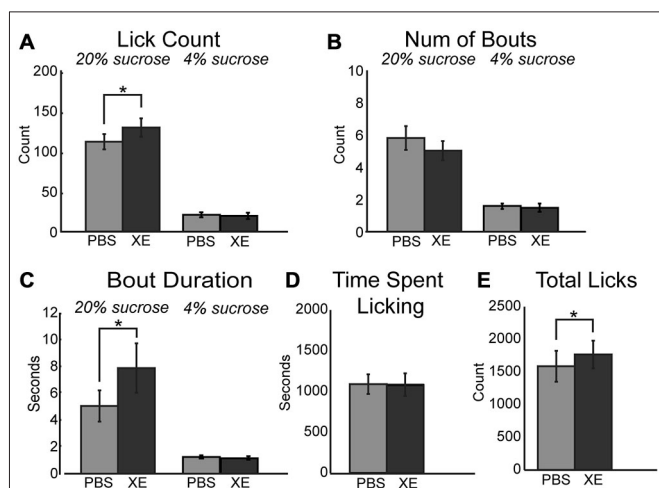 A Lick Count
20% sucrose 4% sucrose
Count
200
150
100
50
0
*
PBS XE PBS XE
B Num of Bouts
20% sucrose 4% sucrose
Count
10
8
6
4
2
0
PBS XE PBS XE
C Bout Duration
20% sucrose 4% sucrose
Seconds
12
10
8
6
4
2
0
*
PBS XE PBS XE
D Time Spent
Licking
Seconds
2000
1500
1000
500
0
PBS XE
E Total Licks
Count
2500
2000
1500
1000
500
0
*
PBS XE